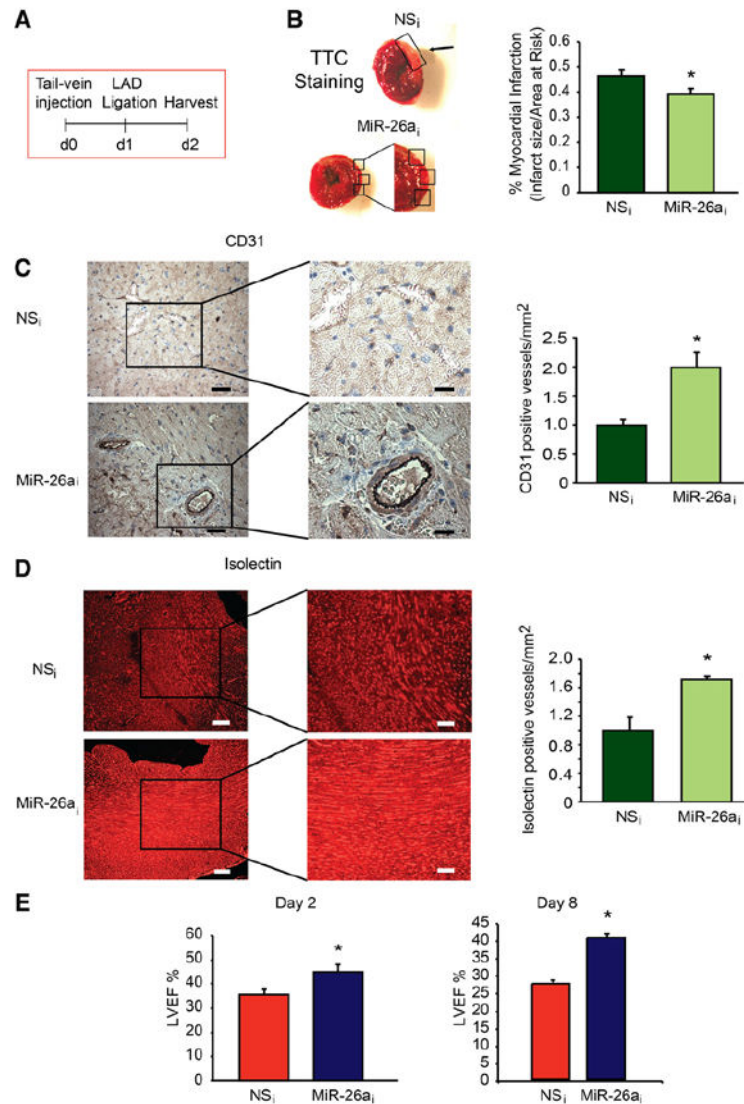 A
Tail-vein LAD
injection Ligation Harvest
d0 d1 d2
B
NSi
TTC
Staining
MiR-26ai
% Myocardial Infarction
(Infarct size/Area at Risk)
0.6
0.5
0.4
0.3
0.2
0.1
0
*
NSi MiR-26ai
C
CD31
NSi
MiR-26ai
CD31 positive vessels/mm2
2.5
2.0
1.5
1.0
0.5
0
*
NSi MiR-26ai
D
Isolectin
NSi
MiR-26ai
Isolectin positive vessels/mm2
2.0
1.6
1.2
0.8
0.4
0
*
NSi MiR-26ai
E
Day 2
LVEF %
60
50
40
30
20
10
0
*
NSi MiR-26ai
Day 8
LVEF %
45
40
35
30
25
20
15
10
5
0
*
NSi MiR-26ai